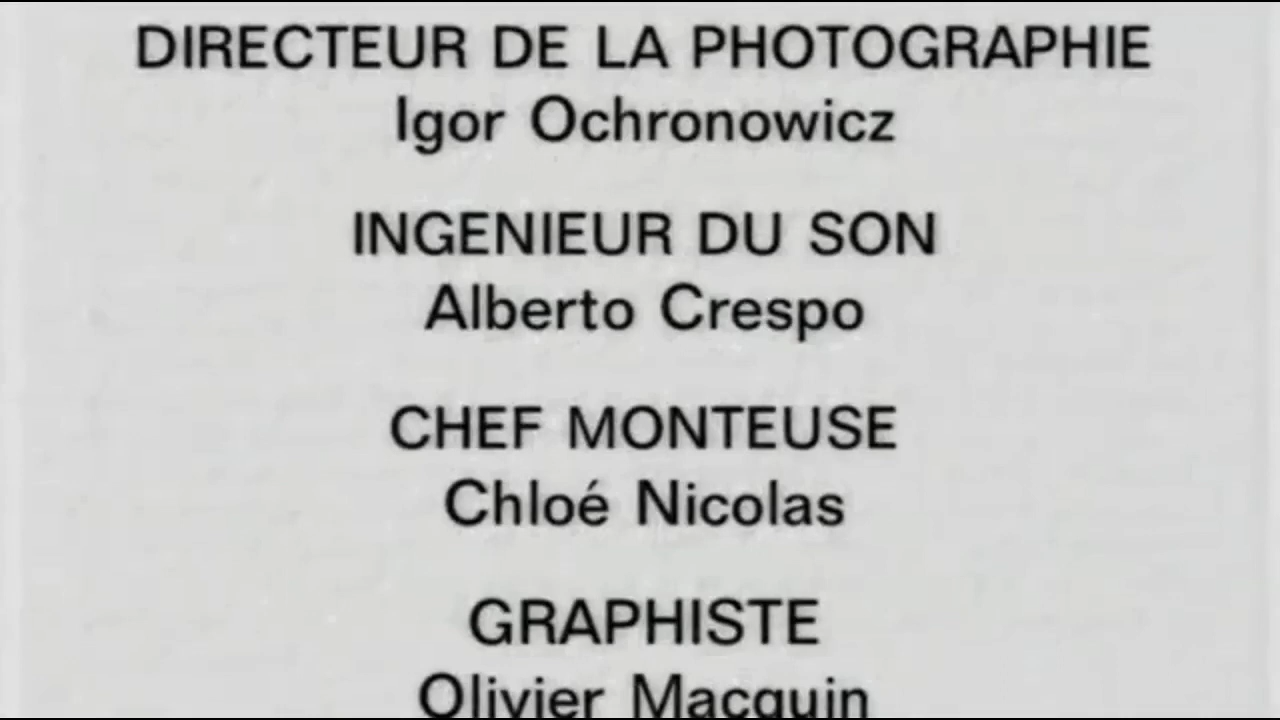 DIRECTEUR DE LA PHOTOGRAPHIE
Igor Ochronowicz
INGENIEUR DU SON
Alberto Crespo
CHEF MONTEUSE
Chloé Nicolas
GRAPHISTE
Olivier Macquin